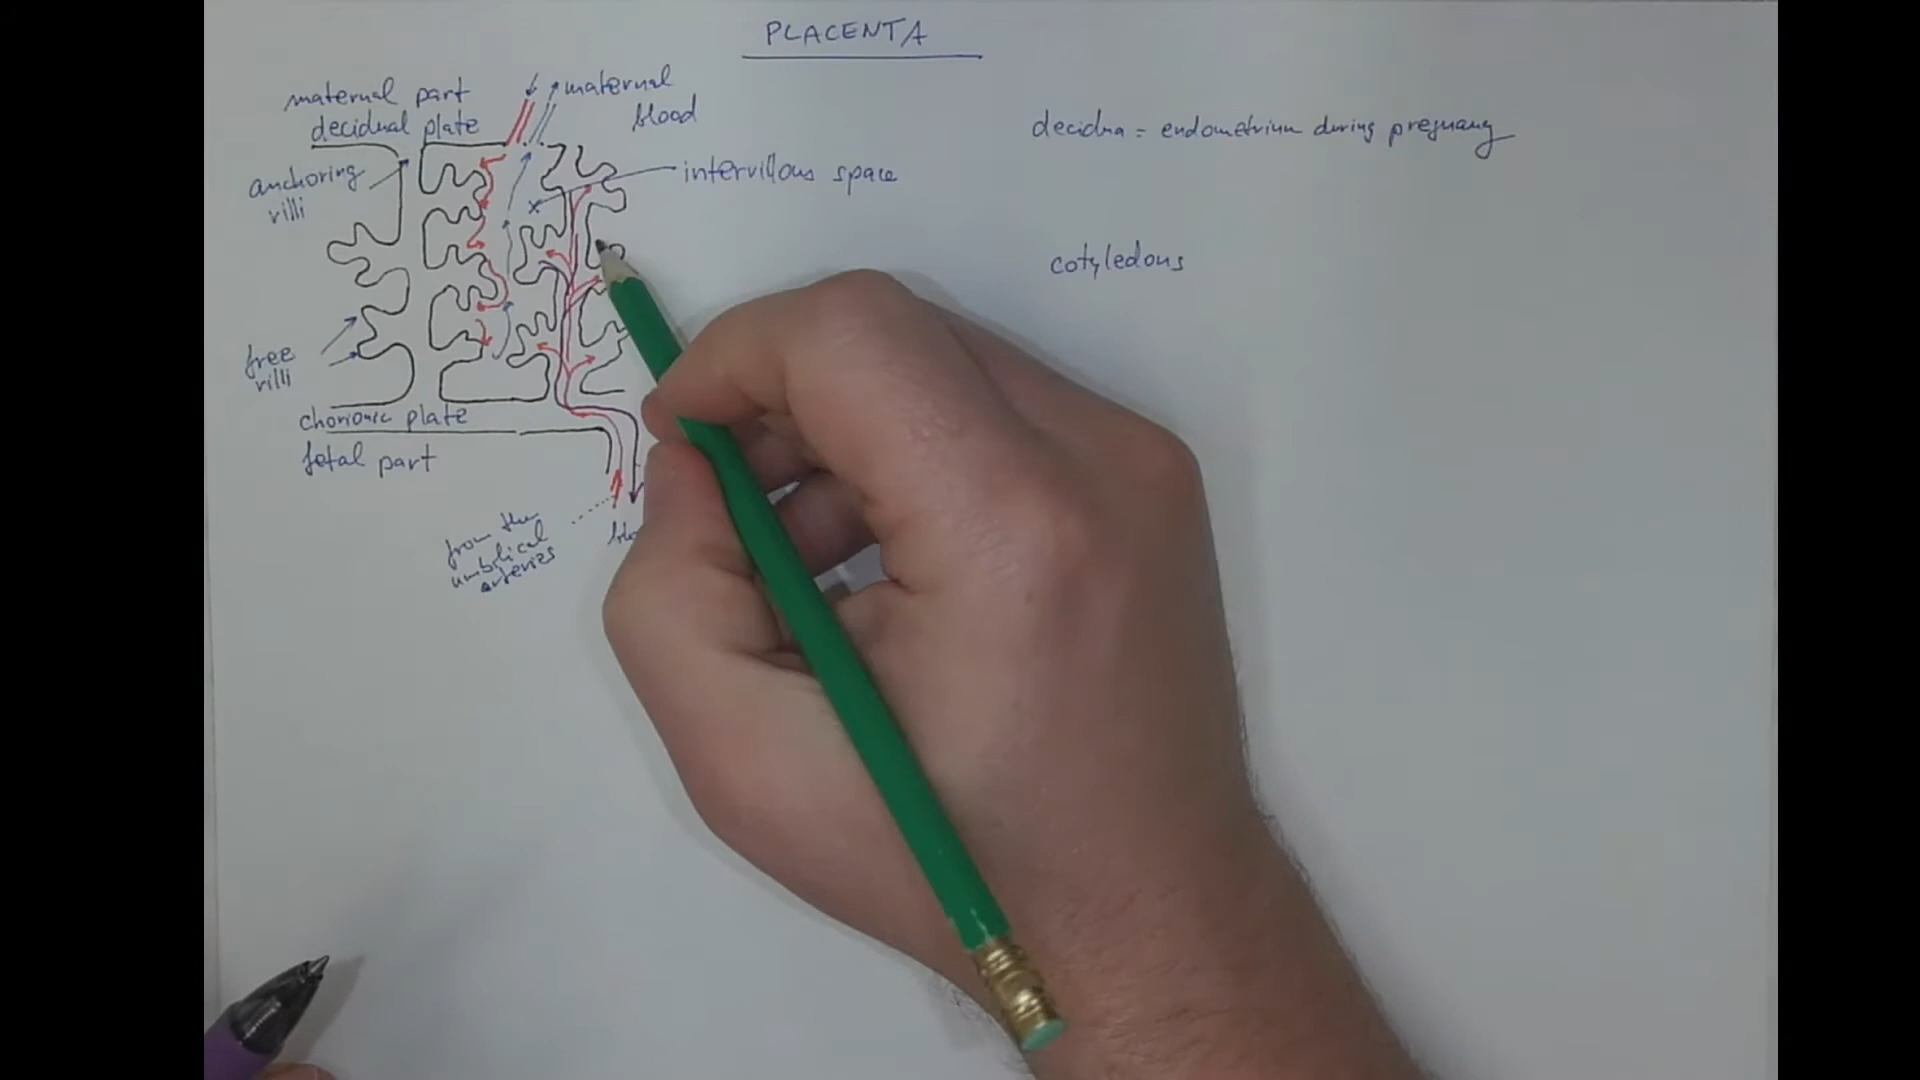 PLACENTA
maternal part
decidual plate
maternal
blood
anchoring
villi
intervillous space
free
villi
chorionic plate
fetal part
from the
umbilical
arteries
decidua = endometrium during pregnancy
cotyledons